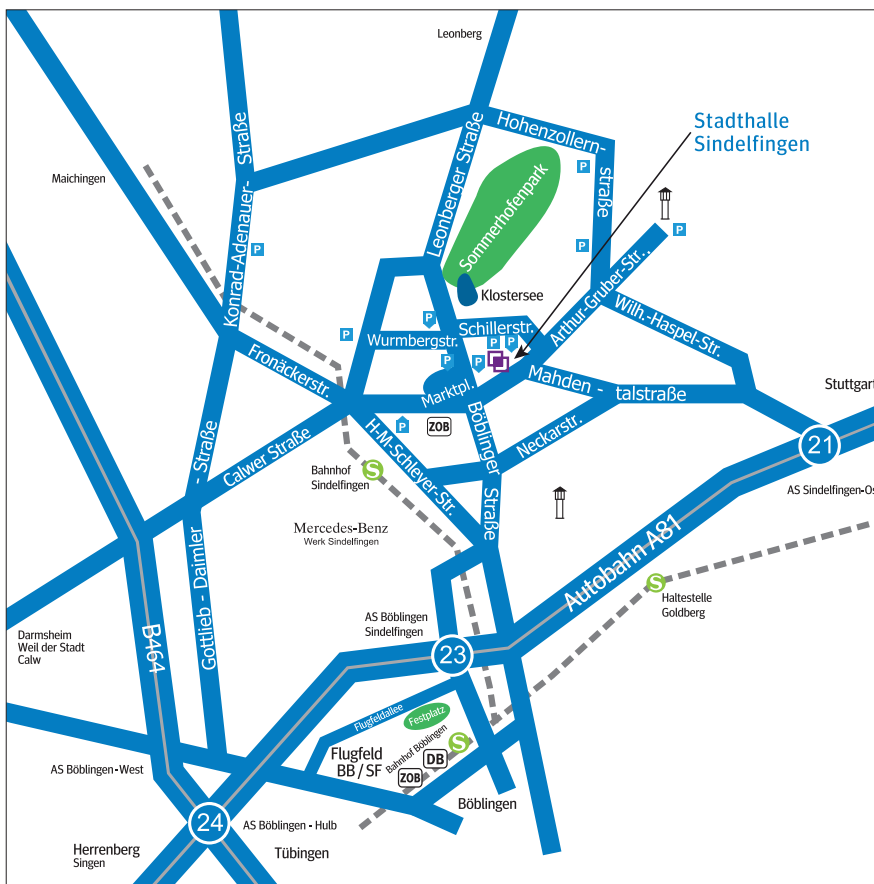 Leonberg
Hohenzollern-
straße
Stadthalle
Sindelfingen
Konrad-Adenauer-
Straße
Leonberger Straße
Sommerhofenpark
Maichingen
P
P
P
P
Klostersee
Arthur-Gruber-Str..
Wilh.-Haspel-Str.
P
P
Schillerstr.
Wurmbergstr.
P
P
P
P
Fronäckerstr.
Marktpl.
Mahden-
talstraße
Stuttgart
P
ZOB
Böblinger
Straße
Neckarstr.
21
Calwer Straße
H-M-Schleyer-Str.
Bahnhof
Sindelfingen
S
AS Sindelfingen-Os
Mercedes-Benz
Werk Sindelfingen
Gottlieb - Daimler
- Straße
Autobahn A81
S
Haltestelle
Goldberg
AS Böblingen
Sindelfingen
Darmsheim
Weil der Stadt
Calw
B464
23
Flugfeldallee
Festplatz
S
Bahnhof Böblingen
Flugfeld
BB / SF
DB
ZOB
AS Böblingen-West
Böblingen
24
AS Böblingen - Hulb
Herrenberg
Singen
Tübingen